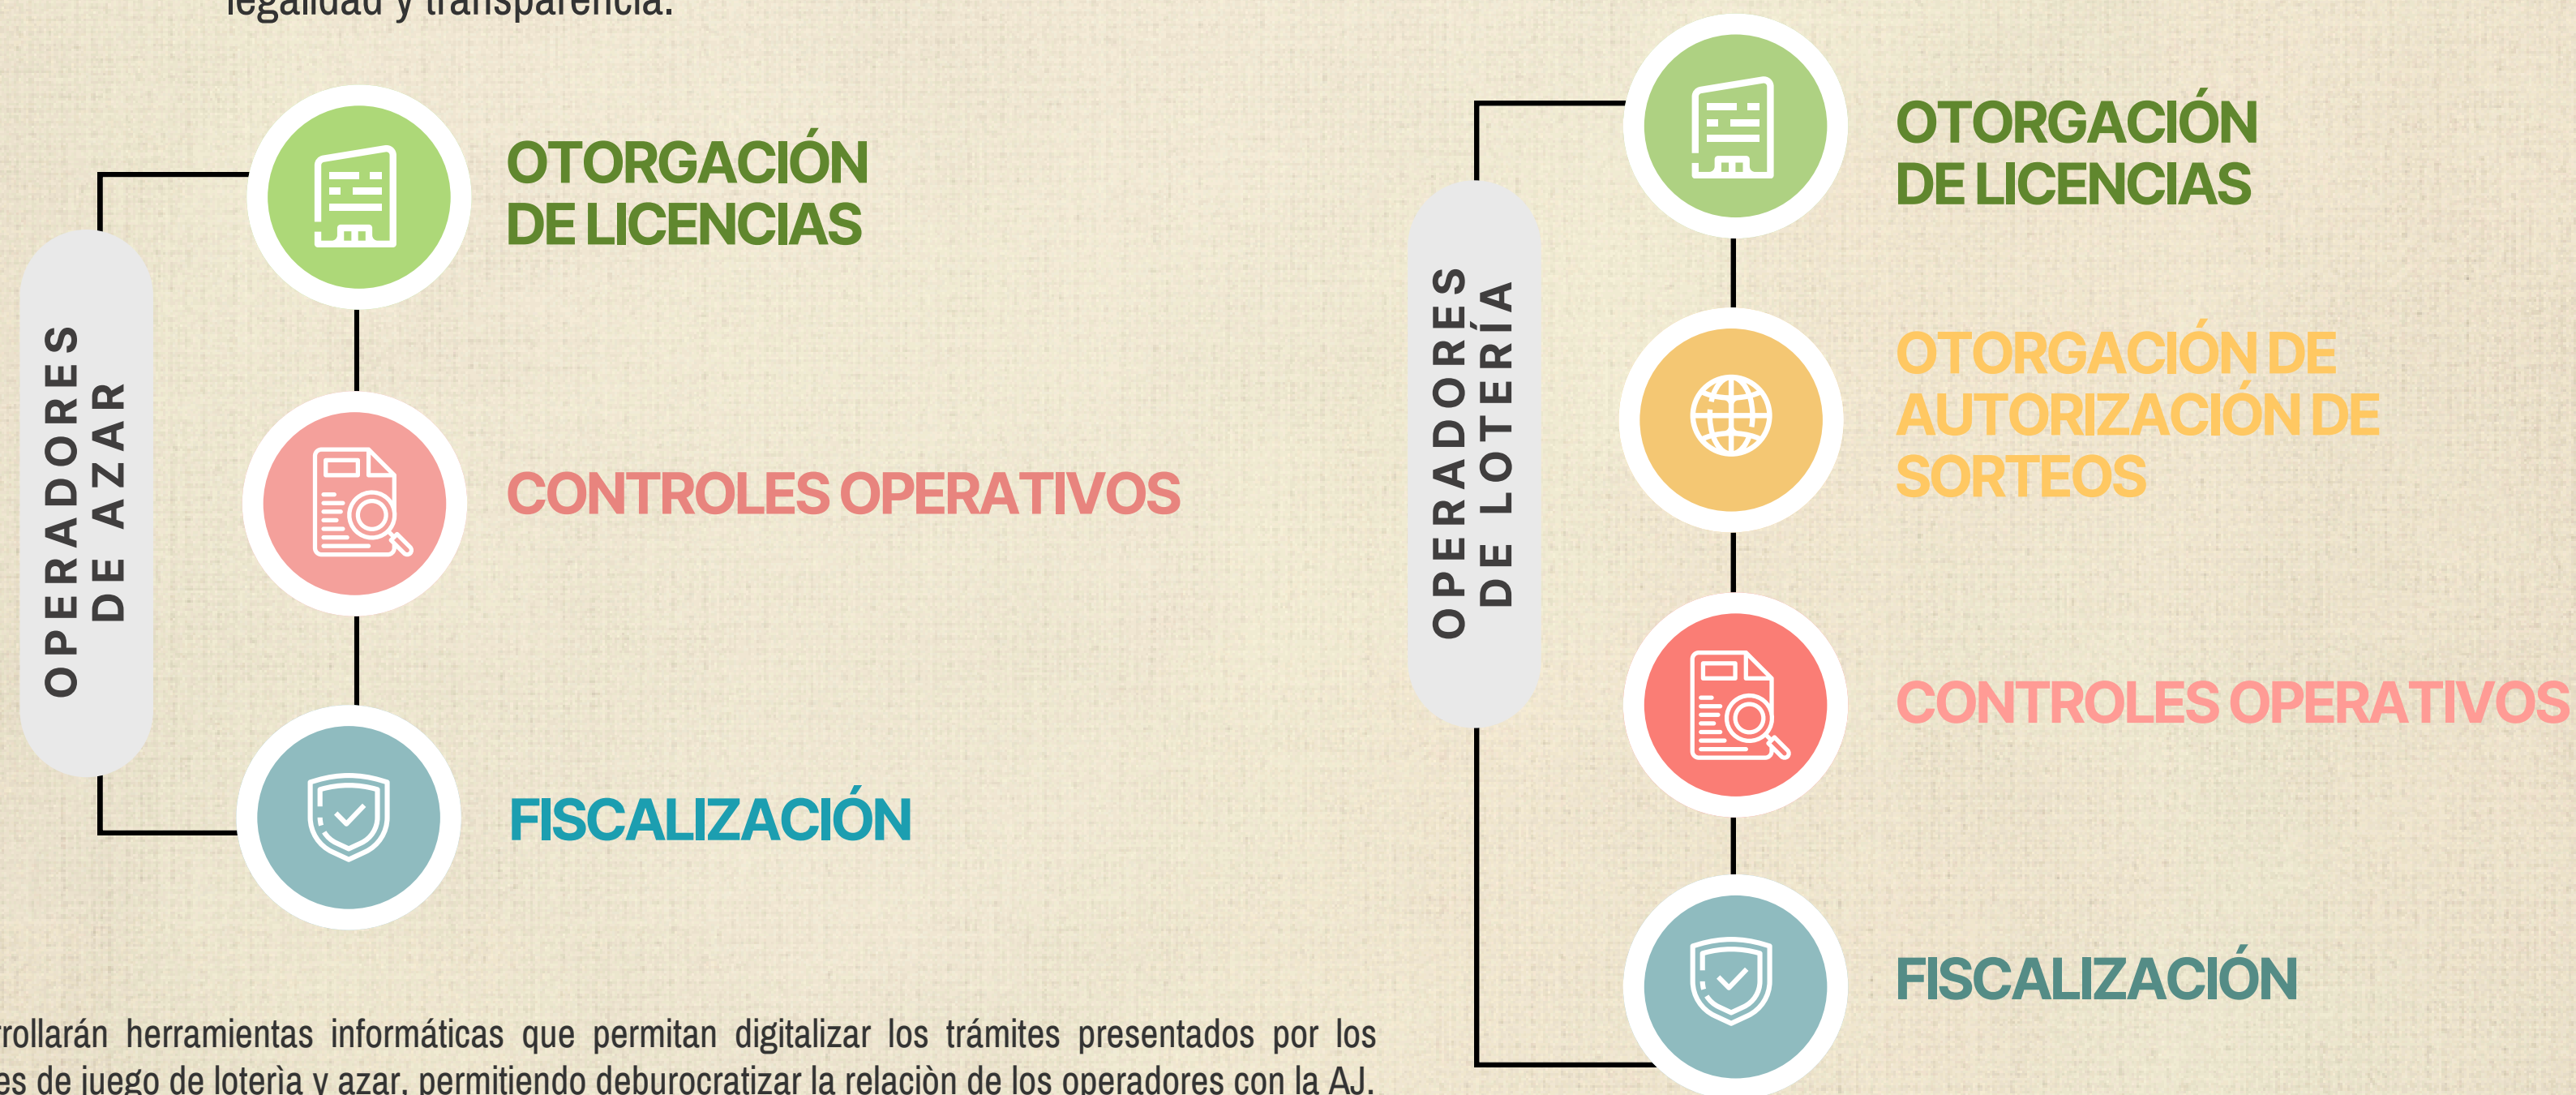 legalidad y transparencia.
OPERADORES
DE AZAR
OTORGACIÓN
DE LICENCIAS
CONTROLES OPERATIVOS
FISCALIZACIÓN
rollarán herramientas informáticas que permitan digitalizar los trámites presentados por los
es de juego de loterìa y azar, permitiendo deburocratizar la relaciòn de los operadores con la AJ.
OPERADORES
DE LOTERÍA
OTORGACIÓN
DE LICENCIAS
OTORGACIÓN DE
AUTORIZACIÓN DE
SORTEOS
CONTROLES OPERATIVOS
FISCALIZACIÓN